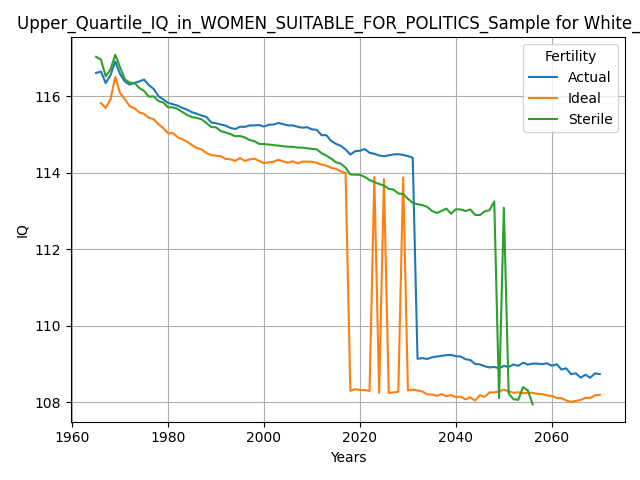 Upper_Quartile_IQ_in_WOMEN_SUITABLE_FOR_POLITICS_Sample for White_
Fertility
Actual
Ideal
Sterile
116
114
112
110
108
IQ
1960
1980
2000
2020
2040
2060
Years